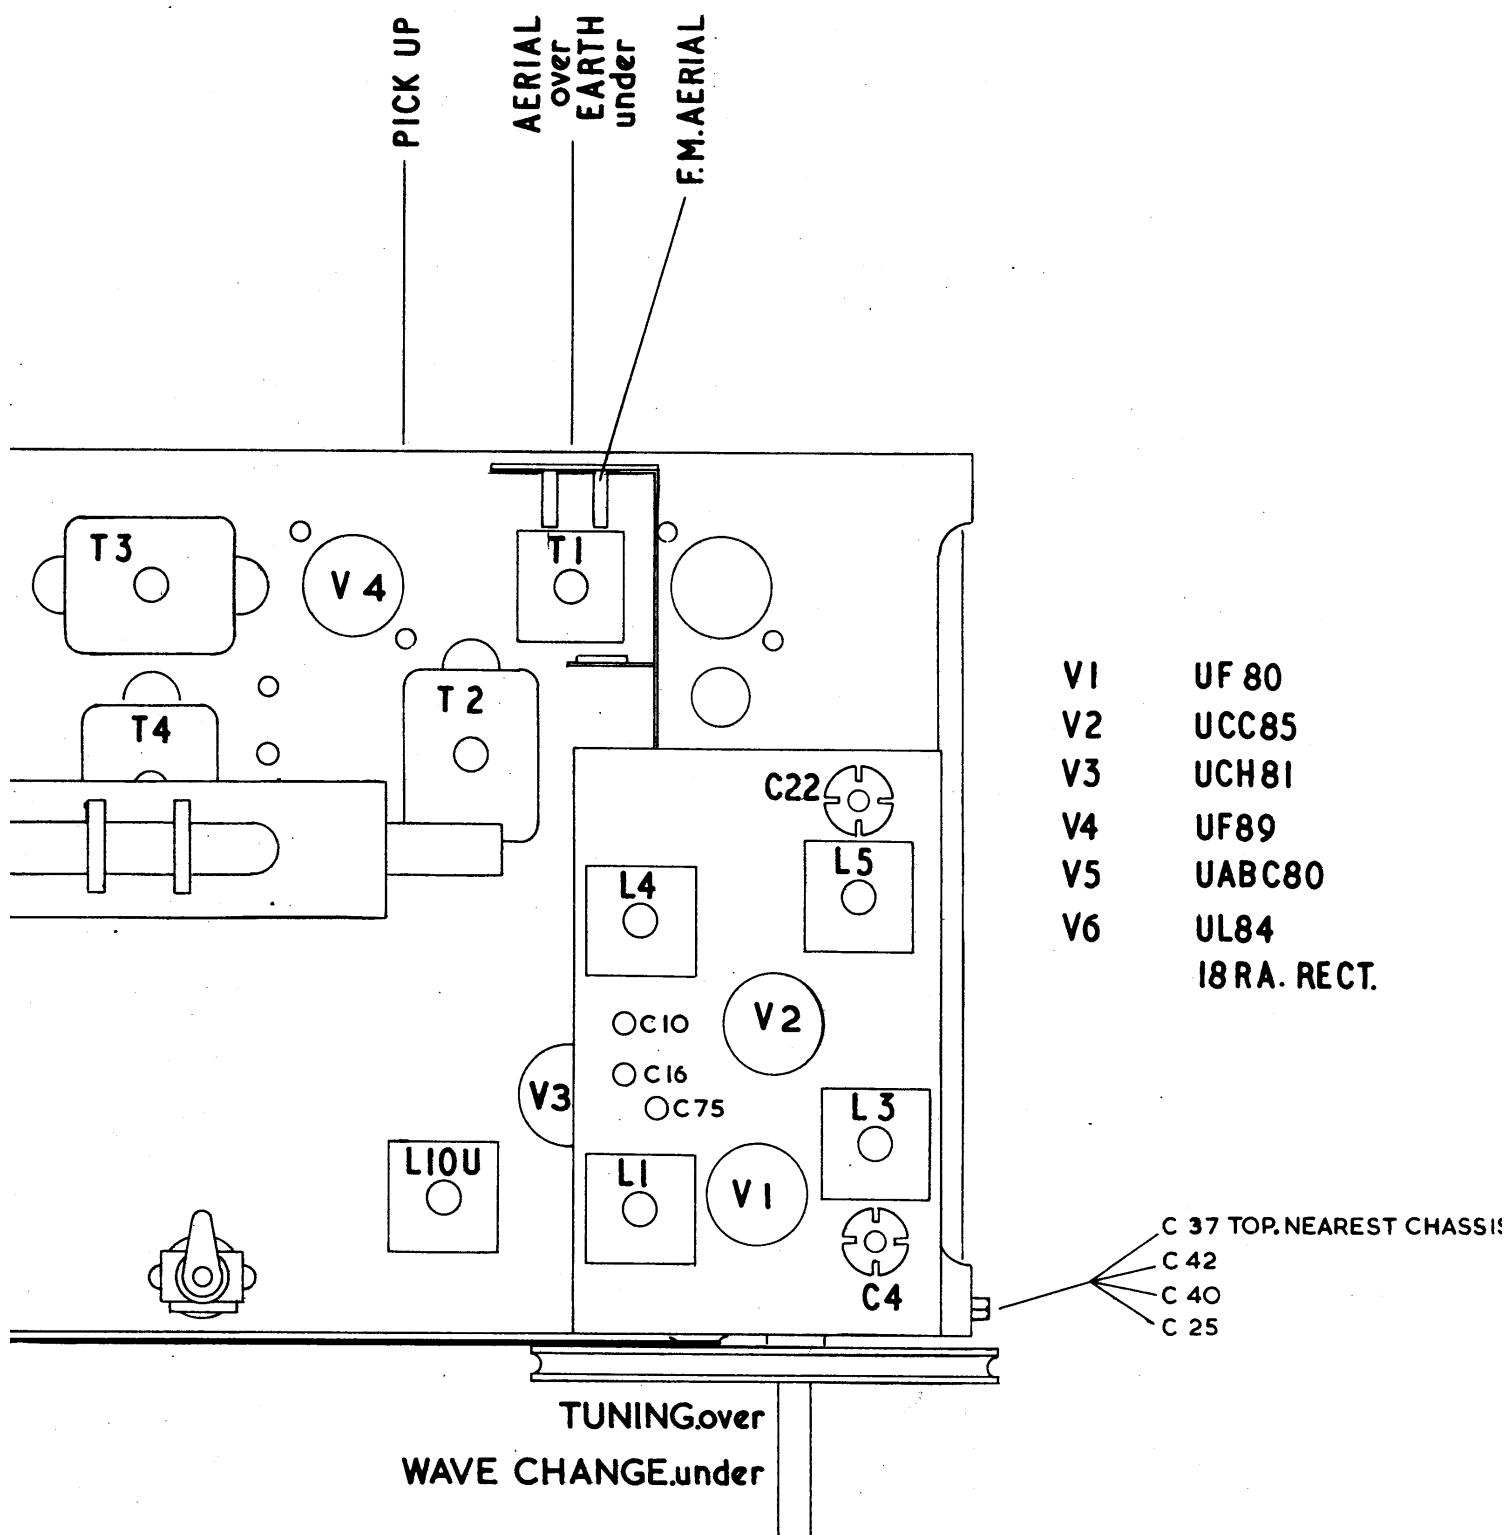 PICK UP
AERIAL
over
EARTH
under
F.M.AERIAL
T3
V4
T1
T4
T2
C22
L4
L5
C10
V2
C16
V3
C75
L3
L10U
L1
V1
C4
V1 UF 80
V2 UCC85
V3 UCH81
V4 UF89
V5 UABC80
V6 UL84
18 RA. RECT.
C 37 TOP. NEAREST CHASSIS
C 42
C 40
C 25
TUNING.over
WAVE CHANGE.under